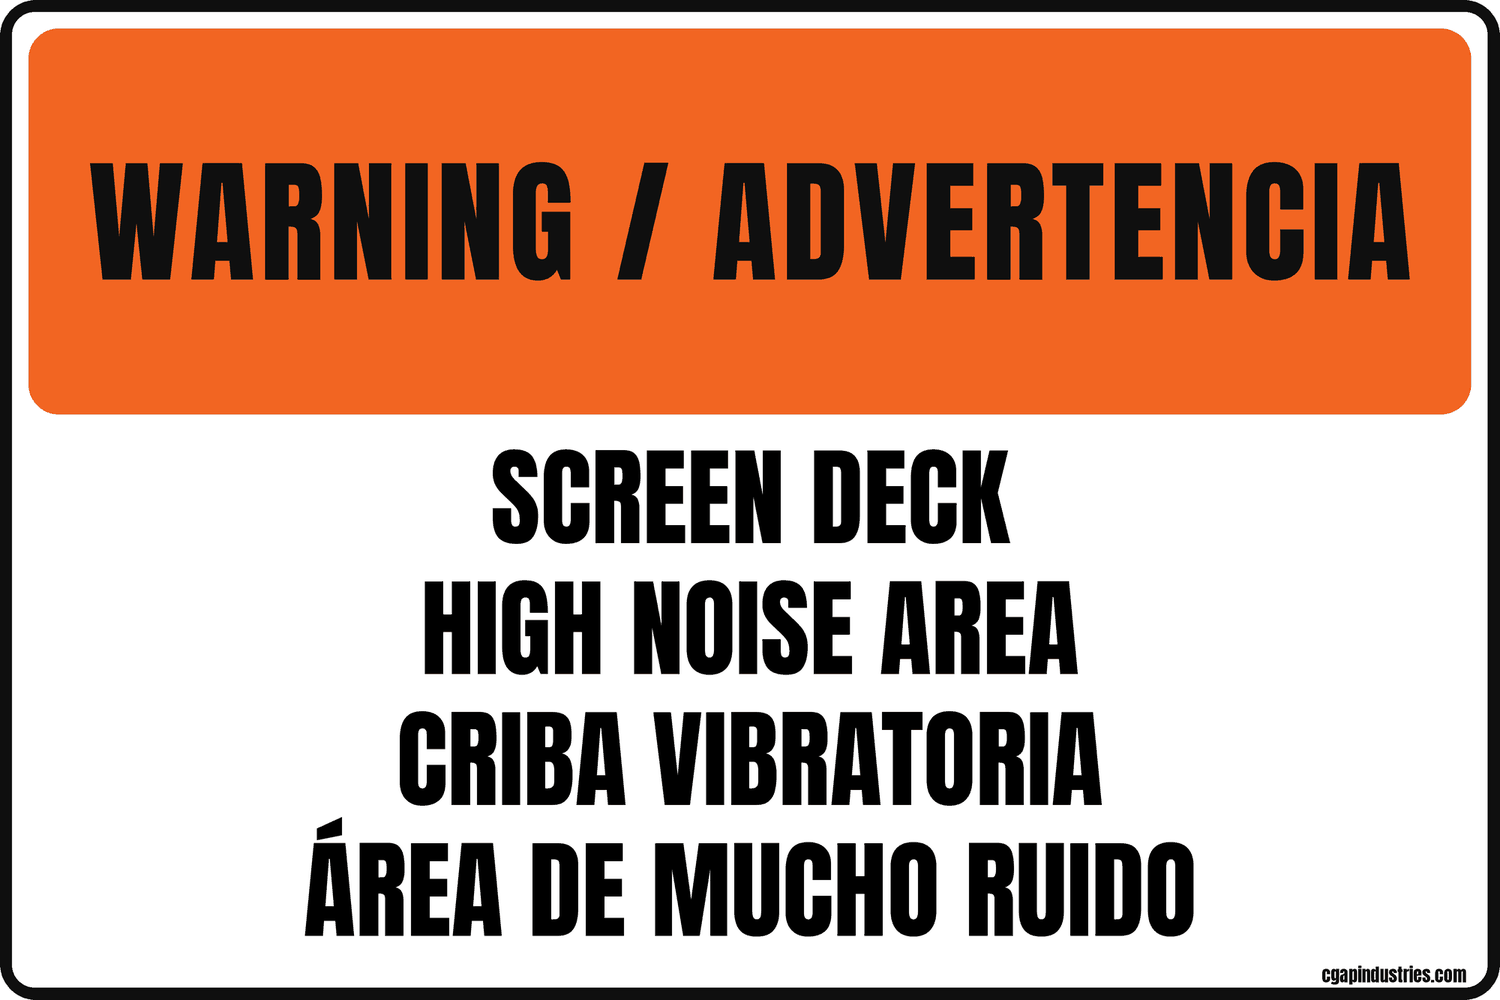 WARNING / ADVERTENCIA
SCREEN DECK
HIGH NOISE AREA
CRIBA VIBRATORIA
ÁREA DE MUCHO RUIDO
cgapindustries.com